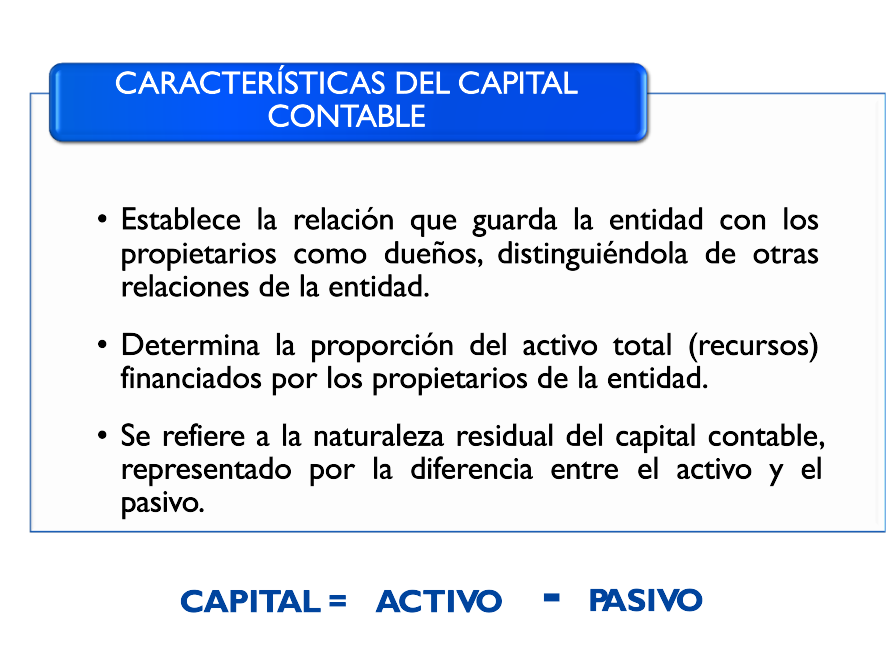 CARACTERÍSTICAS DEL CAPITAL
CONTABLE
• Establece la relación que guarda la entidad con los
propietarios como dueños, distinguiéndola de otras
relaciones de la entidad.
• Determina la proporción del activo total (recursos)
financiados por los propietarios de la entidad.
• Se refiere a la naturaleza residual del capital contable,
representado por la diferencia entre el activo y el
pasivo.
CAPITAL = ACTIVO - PASIVO